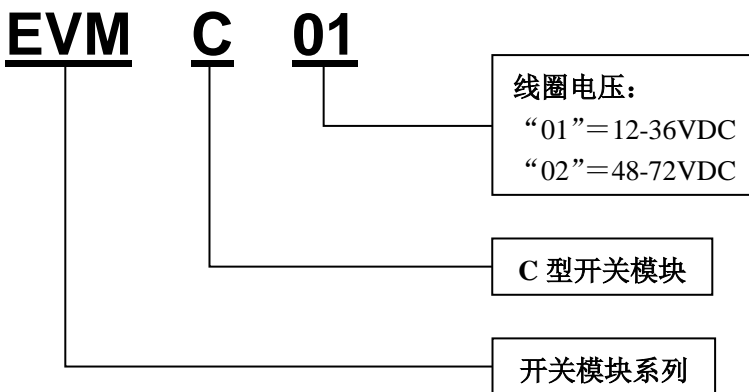 EVM C 01
线圈电压：
“01”＝12-36VDC
“02”＝48-72VDC
C 型开关模块
开关模块系列